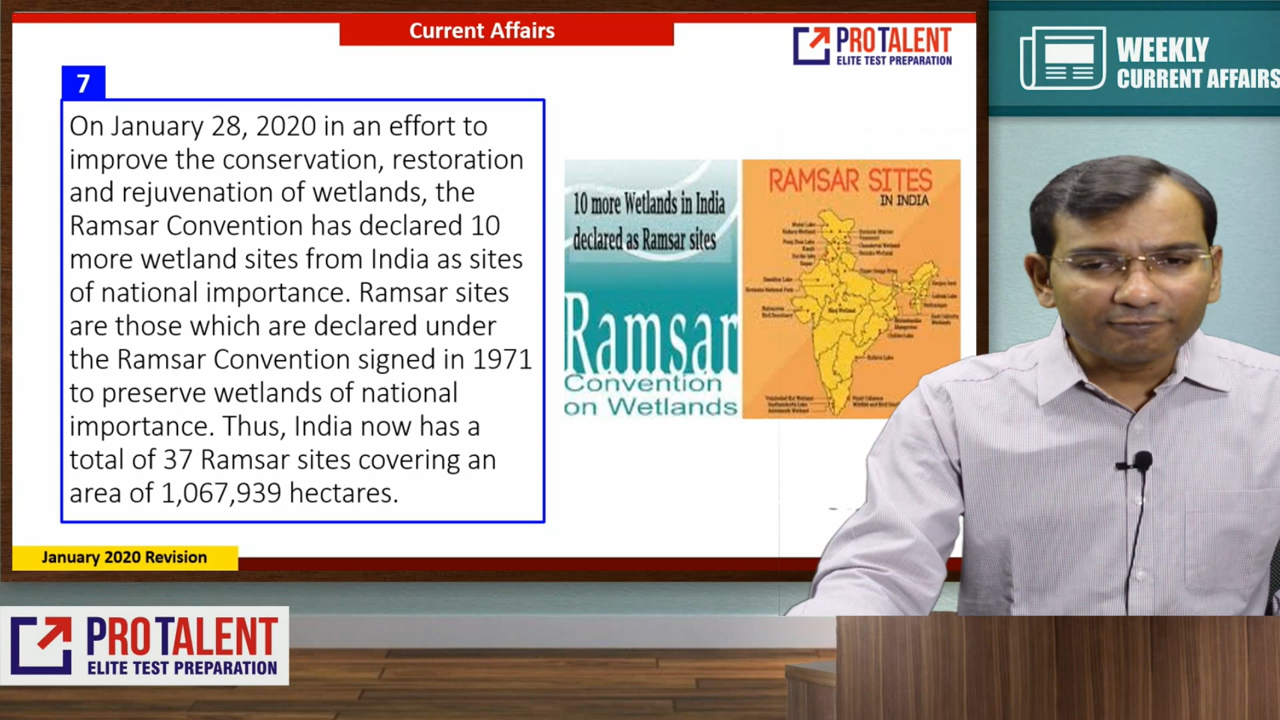 Current Affairs
PROTALENT
ELITE TEST PREPARATION
WEEKLY
CURRENT AFFAIRS
7
On January 28, 2020 in an effort to
improve the conservation, restoration
and rejuvenation of wetlands, the
Ramsar Convention has declared 10
more wetland sites from India as sites
of national importance. Ramsar sites
are those which are declared under
the Ramsar Convention signed in 1971
to preserve wetlands of national
importance. Thus, India now has a
total of 37 Ramsar sites covering an
area of 1,067,939 hectares.
10 more Wetlands in India
declared as Ramsar sites
Ramsar
Convention
on Wetlands
RAMSAR SITES
IN INDIA
January 2020 Revision
PROTALENT
ELITE TEST PREPARATION